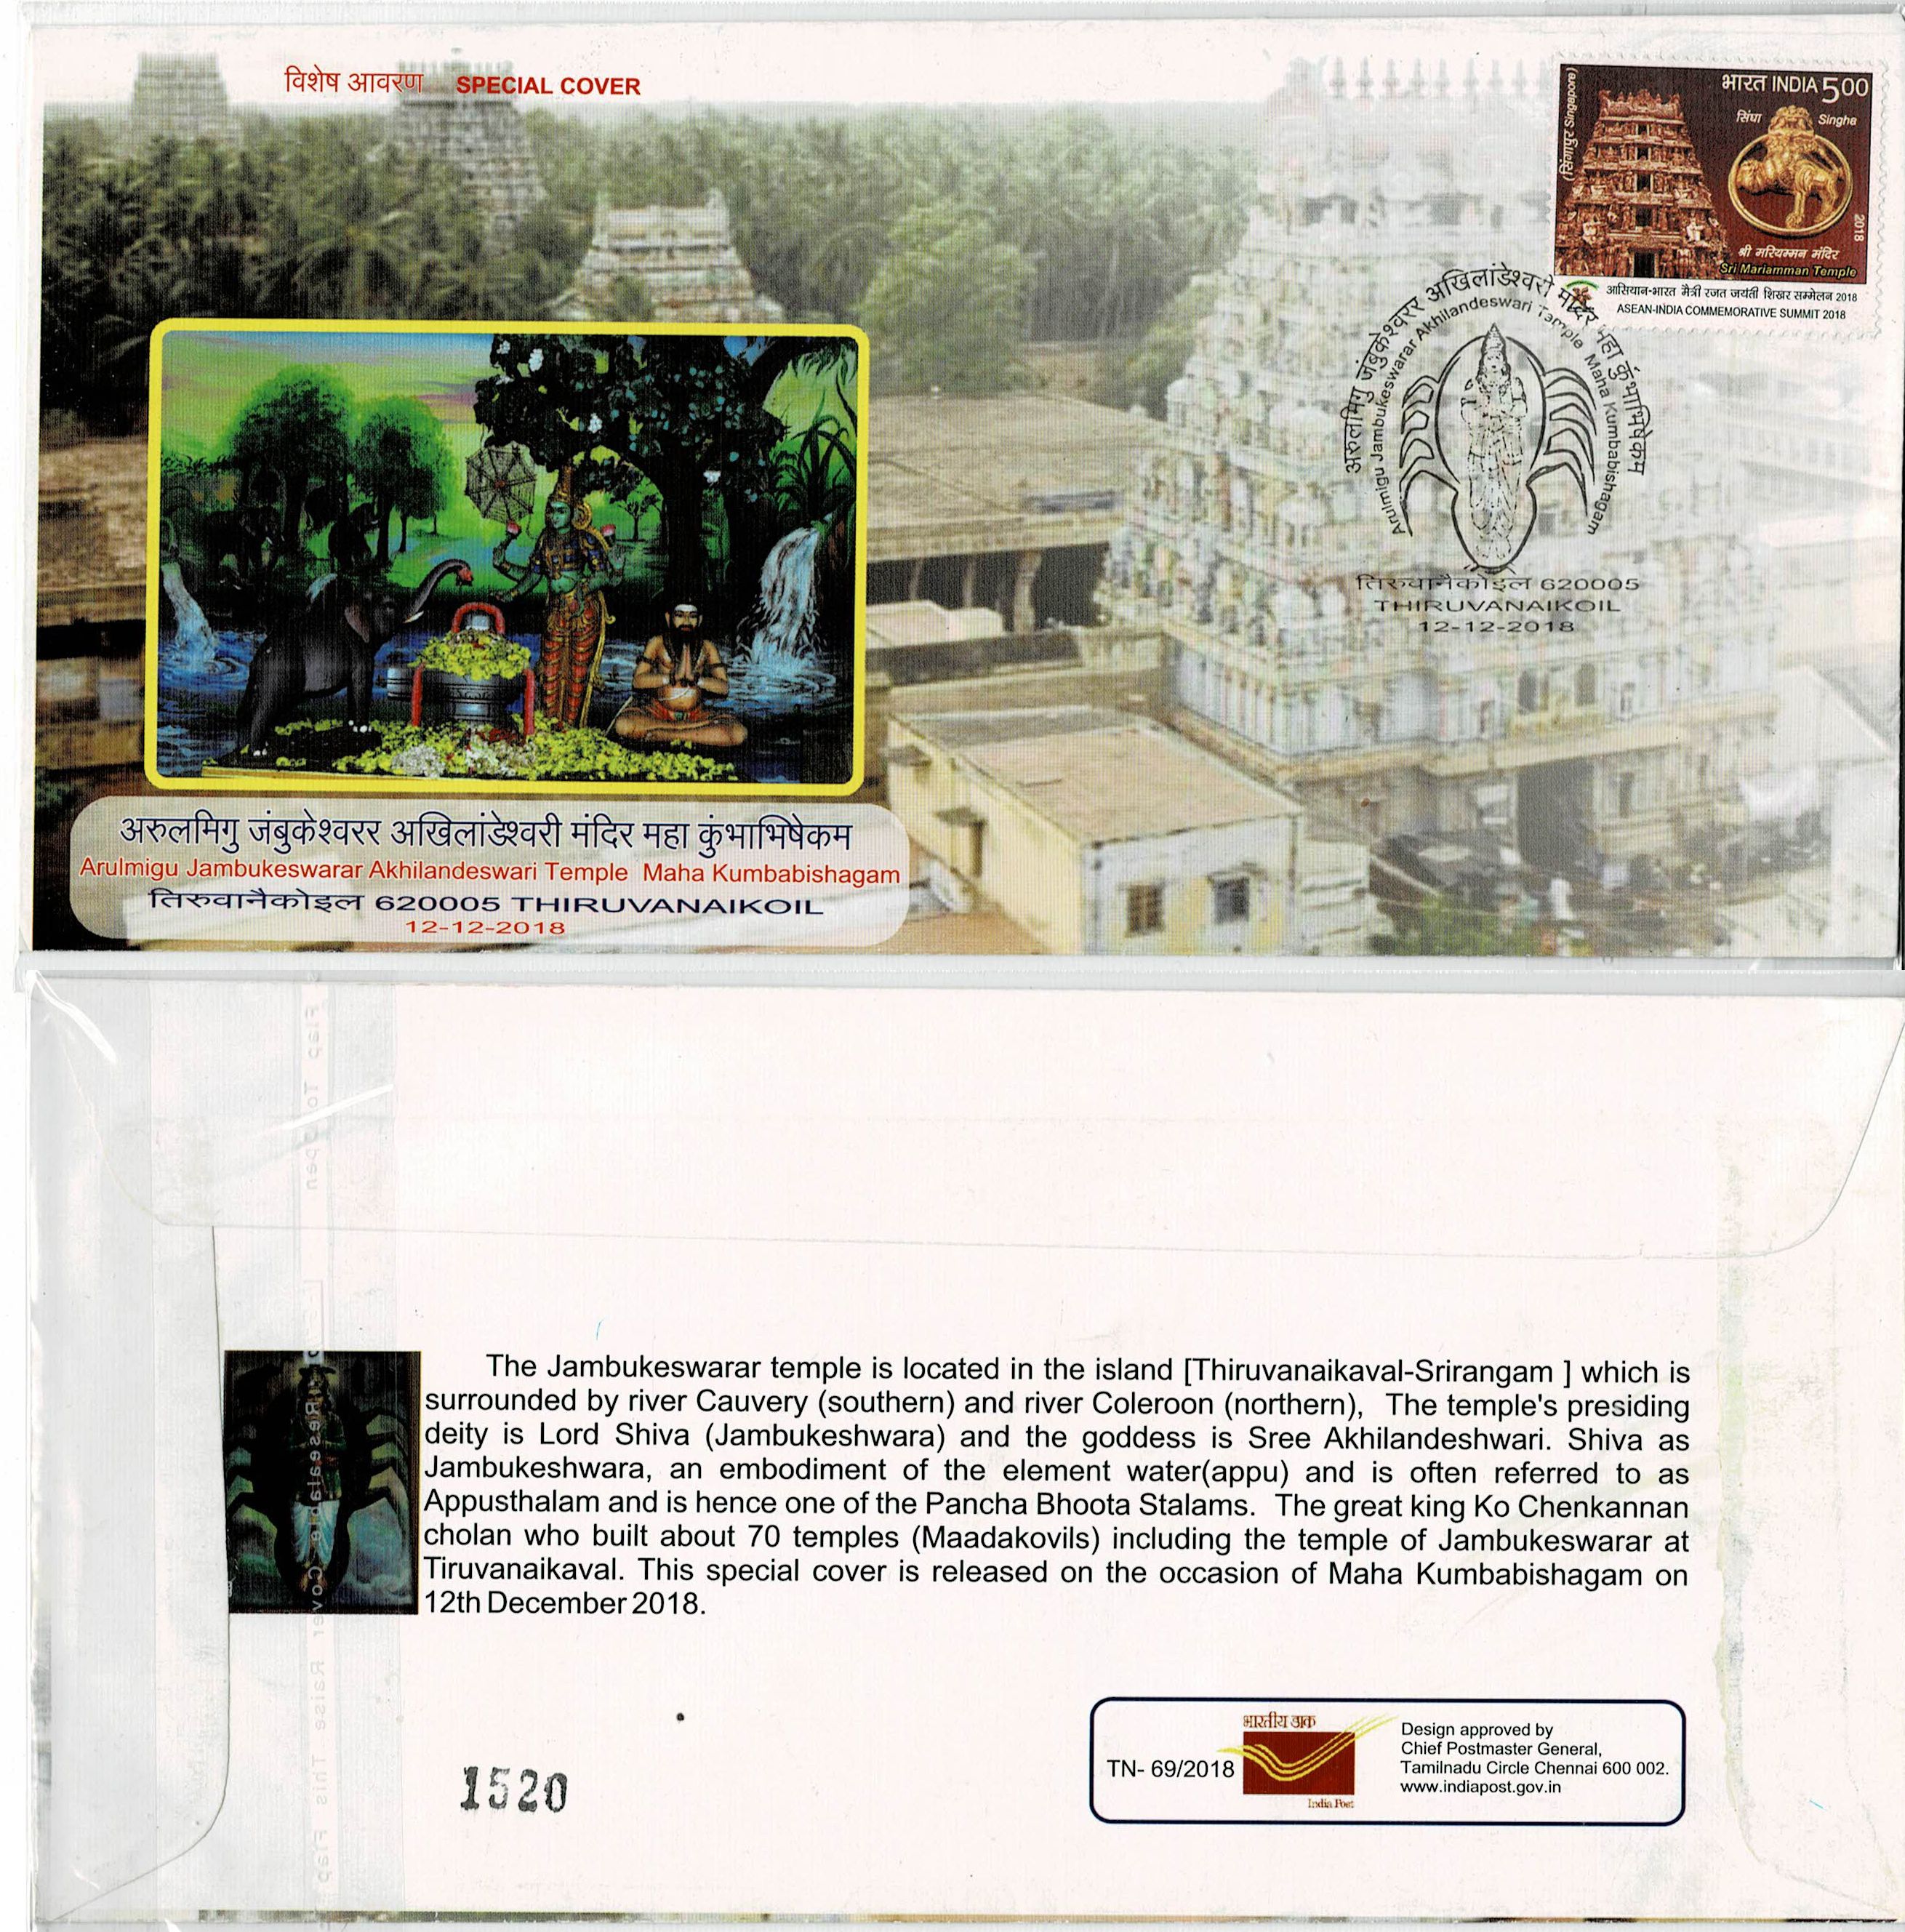 विशेष आवरण SPECIAL COVER
(सिंगापुर Singapore)
भारत INDIA 5.00
सिंघा Singha
2018
श्री मरियम्मन मंदिर
Sri Mariamman Temple
आसियान-भारत मैत्री रजत जयंती शिखर सम्मेलन 2018
ASEAN-INDIA COMMEMORATIVE SUMMIT 2018
अरुलमिगु जंबुकेश्वरर अखिलांडेश्वरी मंदिर महा कुंभाभिषेकम
Arulmigu Jambukeswarar Akhilandeswari Temple Maha Kumbabishagam
तिरुवानैकोइल 620005
THIRUVANAIKOIL
12-12-2018
अरुलमिगु जंबुकेश्वरर अखिलांडेश्वरी मंदिर महा कुंभाभिषेकम
Arulmigu Jambukeswarar Akhilandeswari Temple Maha Kumbabishagam
तिरुवानैकोइल 620005 THIRUVANAIKOIL
12-12-2018
The Jambukeswarar temple is located in the island [Thiruvanaikaval-Srirangam ] which is
surrounded by river Cauvery (southern) and river Coleroon (northern), The temple's presiding
deity is Lord Shiva (Jambukeshwara) and the goddess is Sree Akhilandeshwari. Shiva as
Jambukeshwara, an embodiment of the element water(appu) and is often referred to as
Appusthalam and is hence one of the Pancha Bhoota Stalams. The great king Ko Chenkannan
cholan who built about 70 temples (Maadakovils) including the temple of Jambukeswarar at
Tiruvanaikaval. This special cover is released on the occasion of Maha Kumbabishagam on
12th December 2018.
1520
TN- 69/2018
भारतीय डाक
India Post
Design approved by
Chief Postmaster General,
Tamilnadu Circle Chennai 600 002.
www.indiapost.gov.in